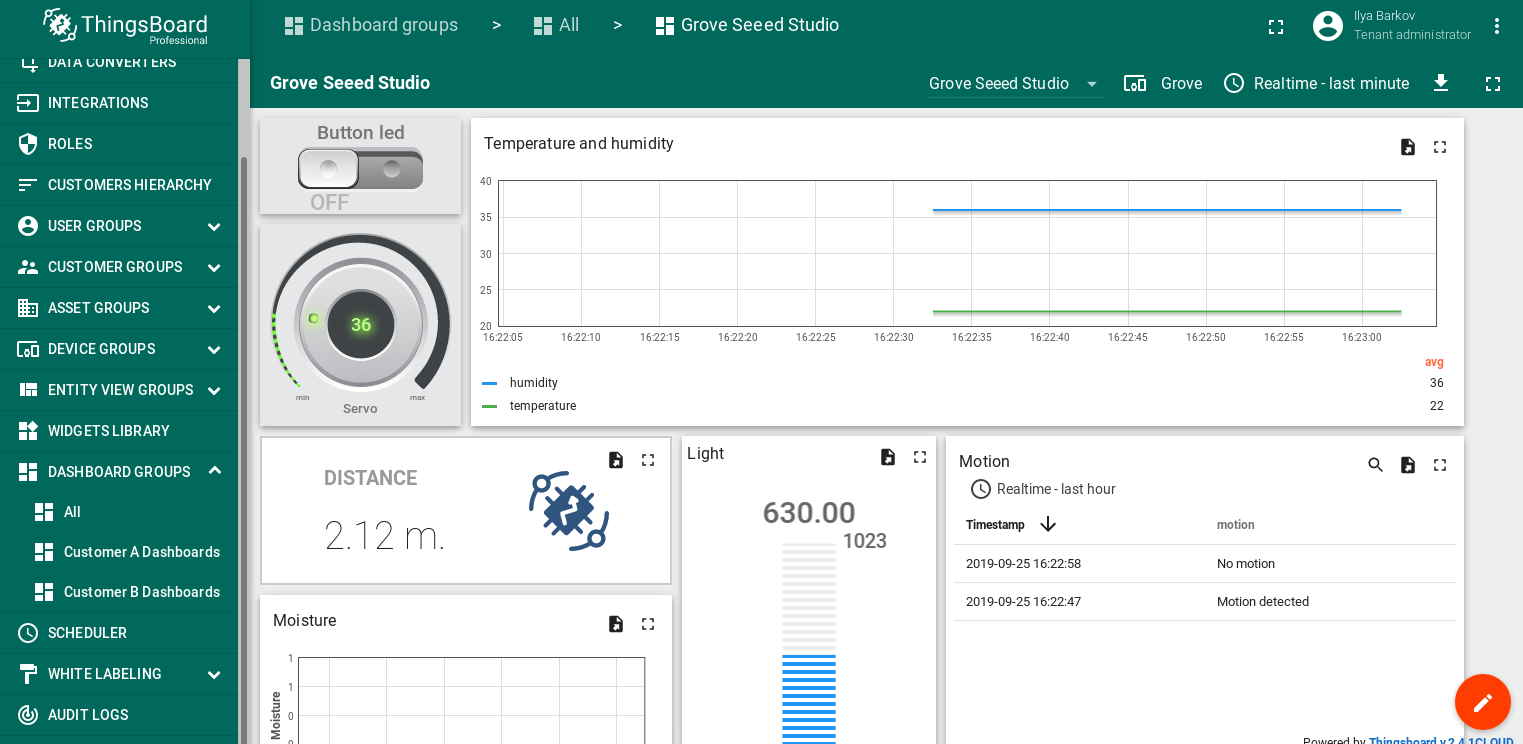 ThingsBoard
Professional
DATA CONVERTERS
INTEGRATIONS
ROLES
CUSTOMERS HIERARCHY
USER GROUPS
CUSTOMER GROUPS
ASSET GROUPS
DEVICE GROUPS
ENTITY VIEW GROUPS
WIDGETS LIBRARY
DASHBOARD GROUPS
All
Customer A Dashboards
Customer B Dashboards
SCHEDULER
WHITE LABELING
AUDIT LOGS
Dashboard groups > All > Grove Seeed Studio
Ilya Barkov
Tenant administrator
Grove Seeed Studio
Grove Seeed Studio
Grove
Realtime - last minute
Button led
OFF
36
min
max
Servo
Temperature and humidity
40
35
30
25
20
16:22:05 16:22:10 16:22:15 16:22:20 16:22:25 16:22:30 16:22:35 16:22:40 16:22:45 16:22:50 16:22:55 16:23:00
avg
humidity 36
temperature 22
DISTANCE
2.12 m.
Moisture
1
1
0
0
Moisture
Light
630.00
1023
Motion
Realtime - last hour
Timestamp motion
2019-09-25 16:22:58 No motion
2019-09-25 16:22:47 Motion detected
Powered by Thingsboard v.2.4.1CLOUD